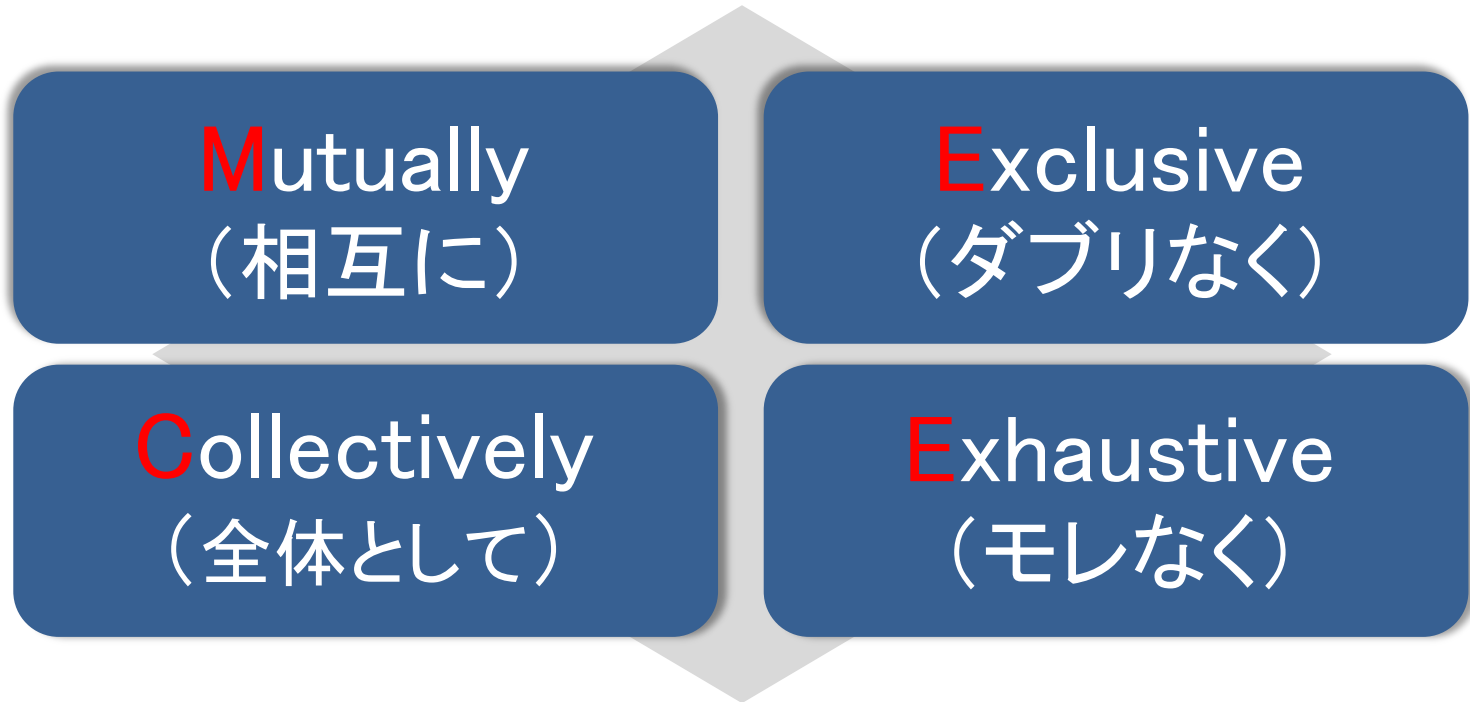 Mutually
（相互に）
Exclusive
（ダブリなく）
Collectively
（全体として）
Exhaustive
（モレなく）